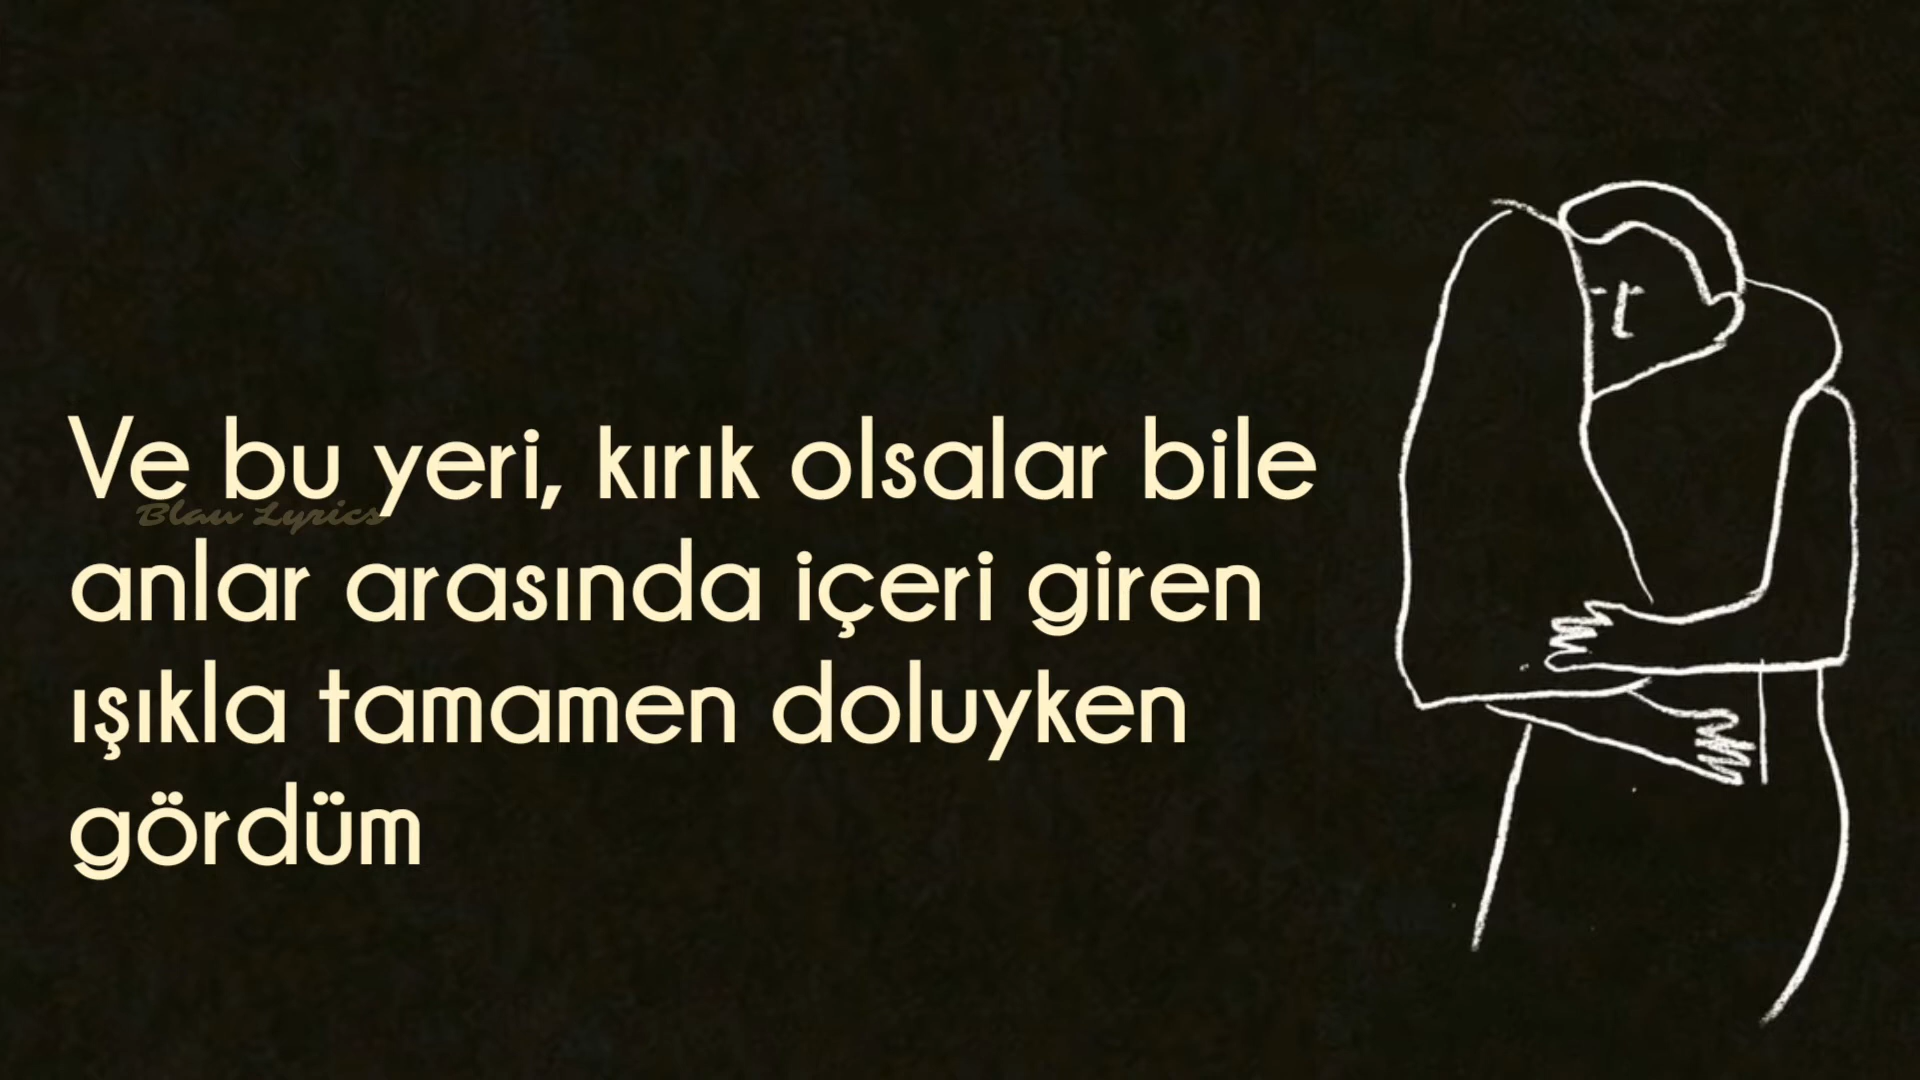 Ve bu yeri, kırık olsalar bile
Blau Lyrics
anlar arasında içeri giren
ışıkla tamamen doluyken
gördüm